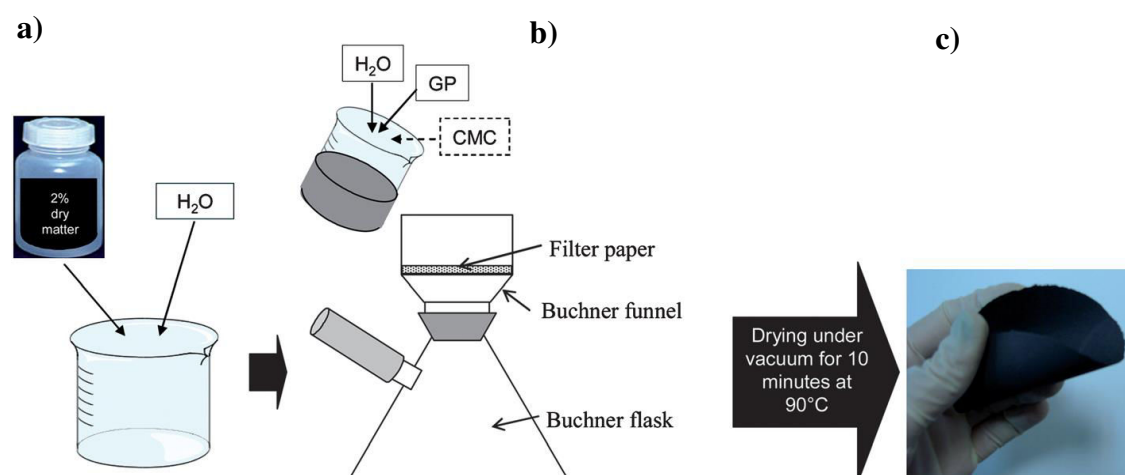 a)
2%
dry
matter
H₂O
b)
H₂O
GP
CMC
Filter paper
Buchner funnel
Buchner flask
c)
Drying under
vacuum for 10
minutes at
90°C